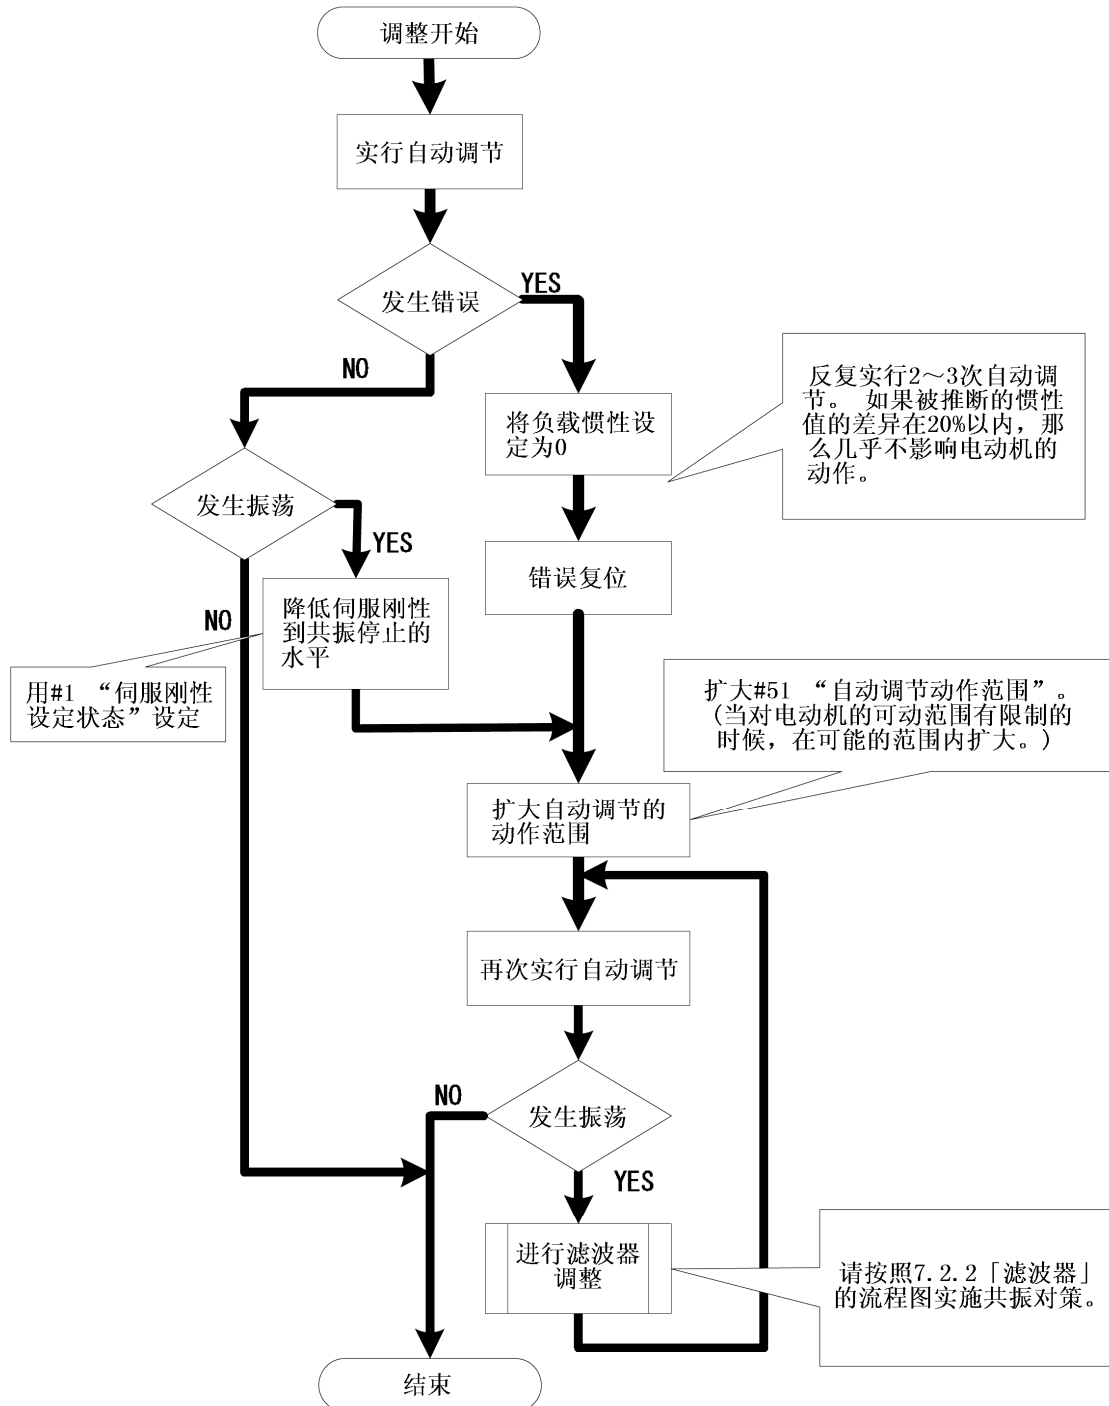 调整开始
实行自动调节
发生错误
YES
NO
反复实行2～3次自动调
节。 如果被推断的惯性
值的差异在20%以内，那
么几乎不影响电动机的
动作。
将负载惯性设
定为0
发生振荡
YES
NO
错误复位
降低伺服刚性
到共振停止的
水平
用#1 “伺服刚性
设定状态”设定
扩大#51 “自动调节动作范围”。
(当对电动机的可动范围有限制的
时候，在可能的范围内扩大。)
扩大自动调节的
动作范围
再次实行自动调节
NO
发生振荡
YES
进行滤波器
调整
请按照7.2.2「滤波器」
的流程图实施共振对策。
结束